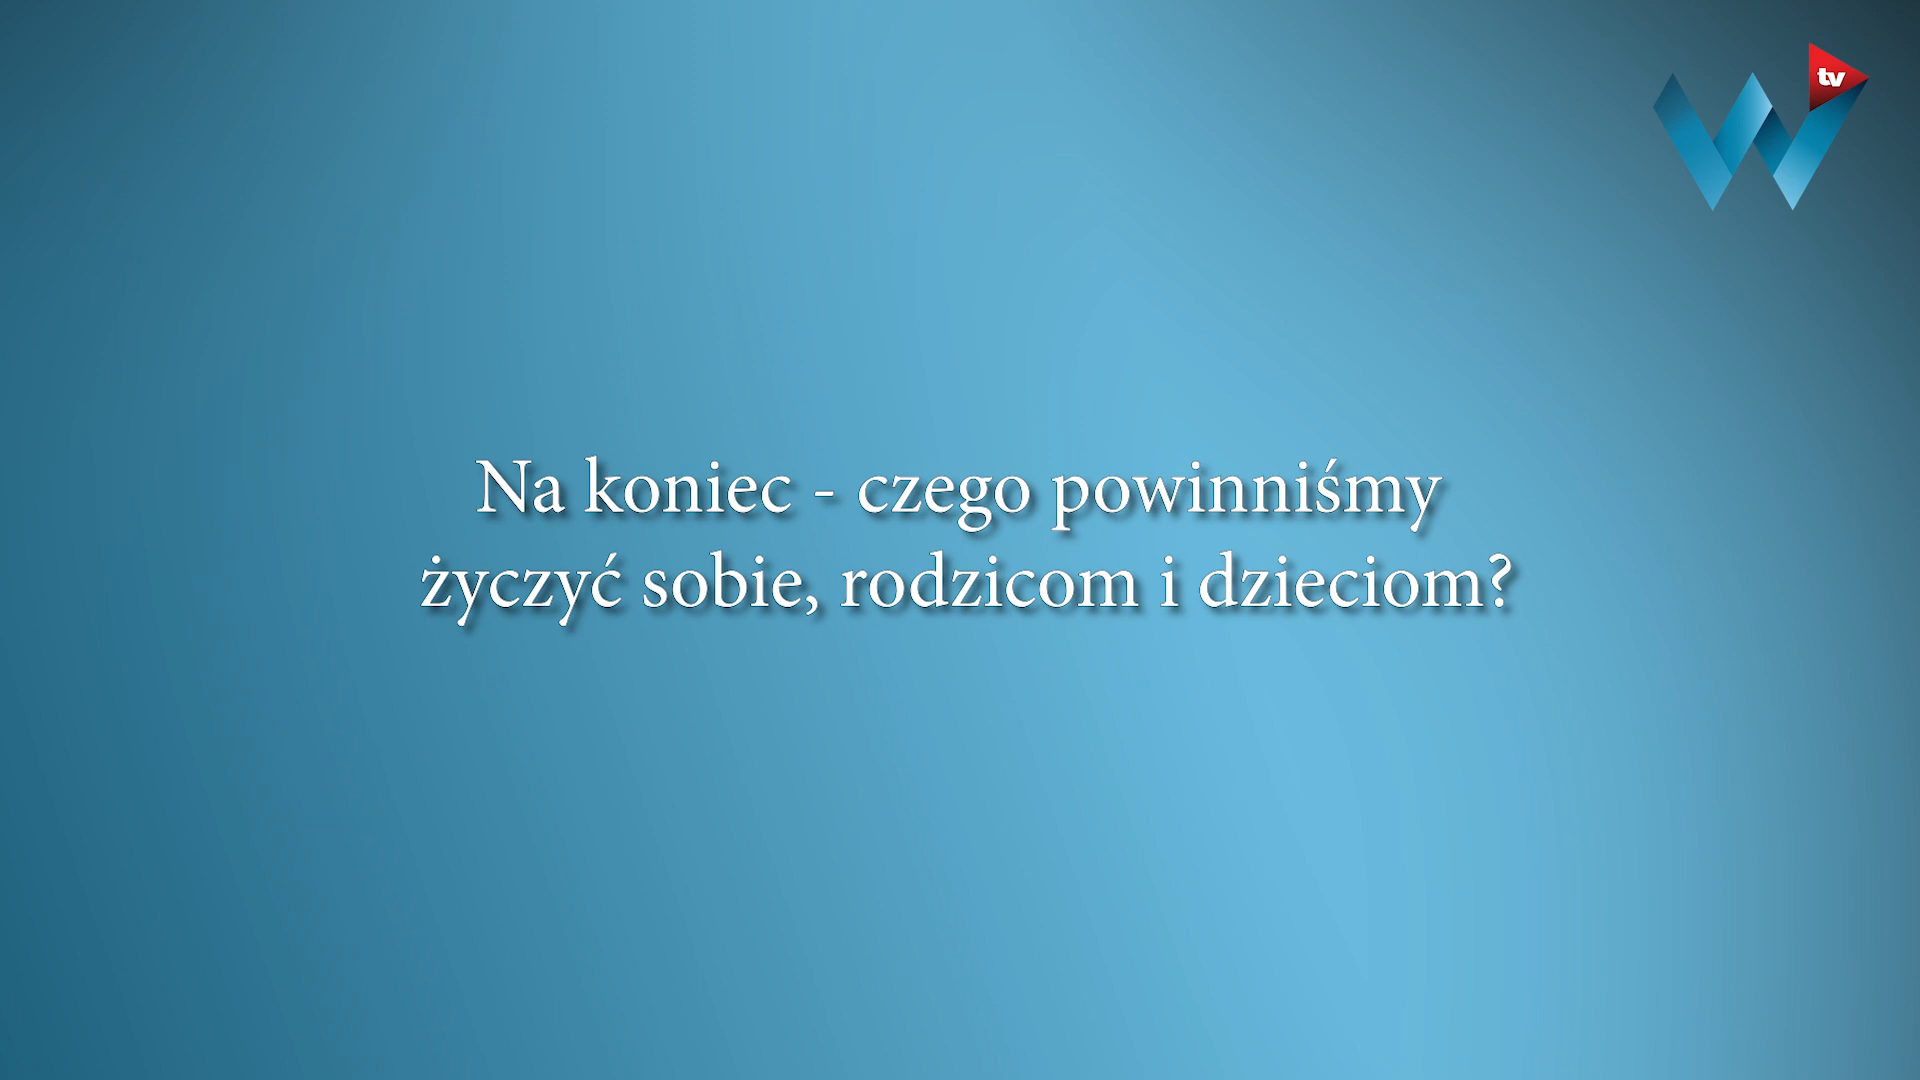 tv
Na koniec - czego powinniśmy
życzyć sobie, rodzicom i dzieciom?